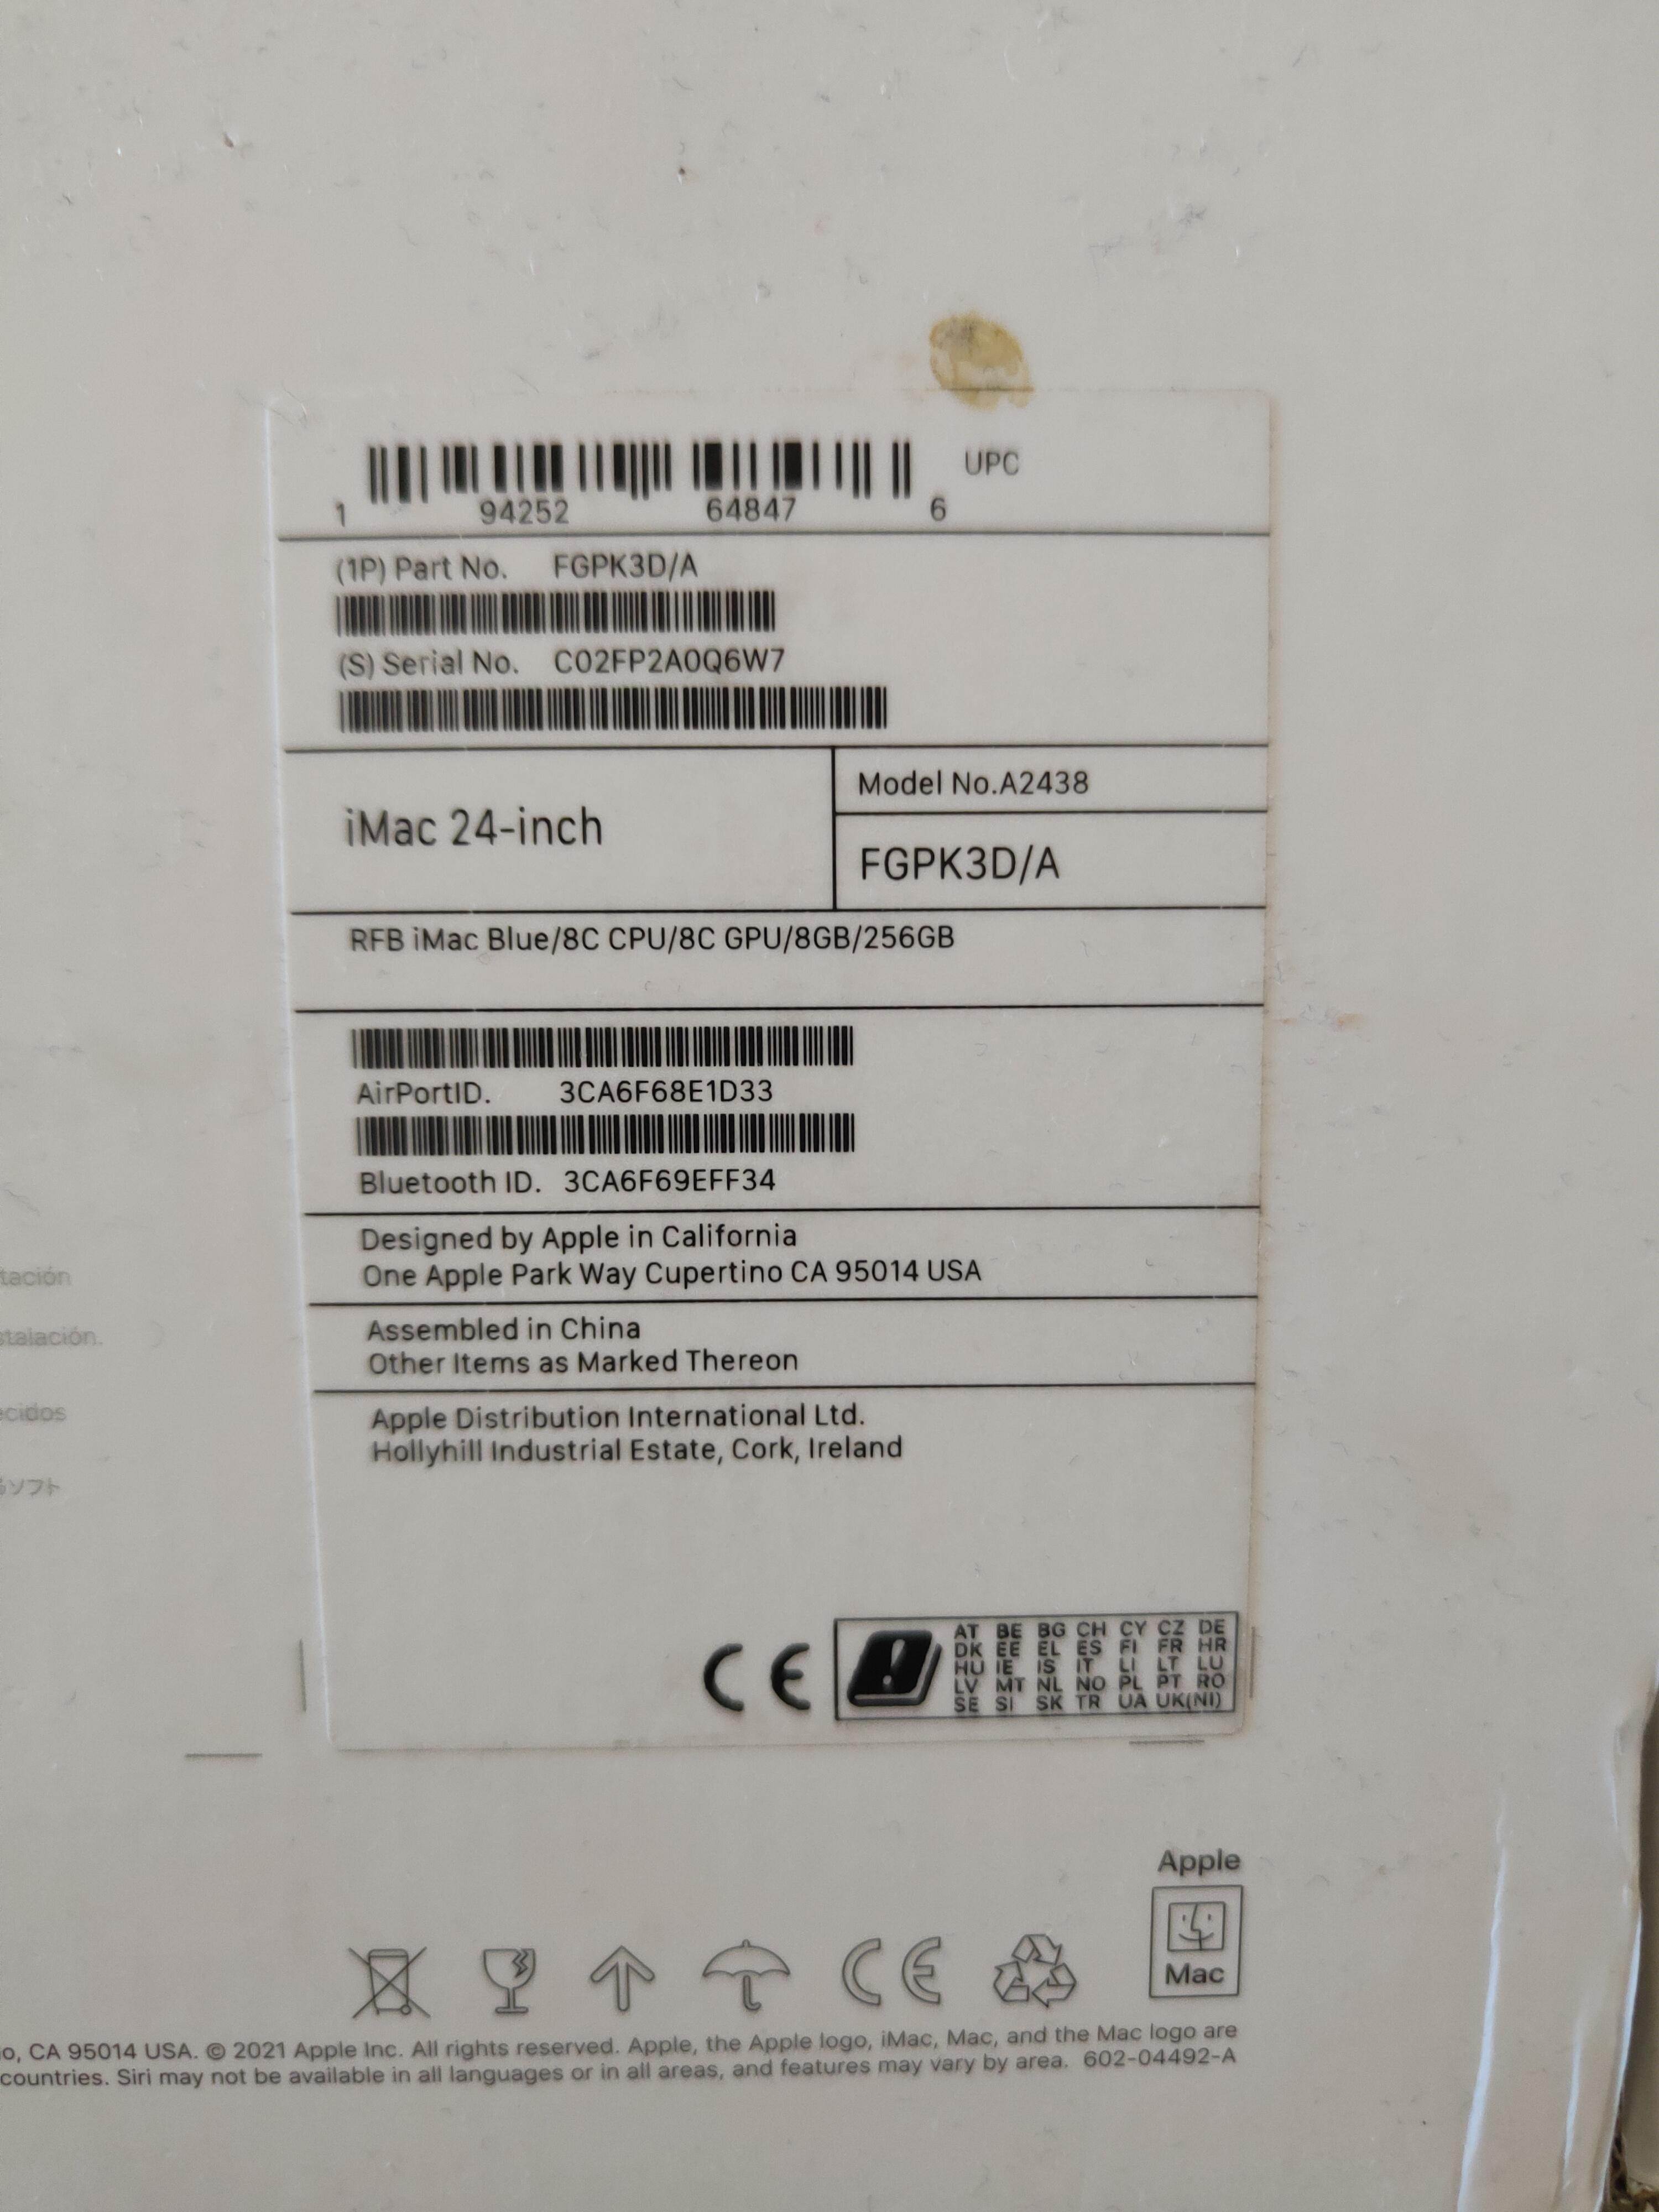 UPC
1 94252 64847 6
(1P) Part No. FGPK3D/A
(S) Serial No. C02FP2A0Q6W7
iMac 24-inch
Model No.A2438
FGPK3D/A
RFB iMac Blue/8C CPU/8C GPU/8GB/256GB
AirPortID. 3CA6F68E1D33
Bluetooth ID. 3CA6F69EFF34
Designed by Apple in California
One Apple Park Way Cupertino CA 95014 USA
Assembled in China
Other Items as Marked Thereon
Apple Distribution International Ltd.
Hollyhill Industrial Estate, Cork, Ireland
tación
stalación.
ecidos
るソフト
CE
AT BE BG CH CY CZ DE
DK EE EL ES FI FR HR
HU IE IS IT LI LT LU
LV MT NL NO PL PT RO
SE SI SK TR UA UK(NI)
Apple
Mac
CE
o, CA 95014 USA. © 2021 Apple Inc. All rights reserved. Apple, the Apple logo, iMac, Mac, and the Mac logo are
countries. Siri may not be available in all languages or in all areas, and features may vary by area. 602-04492-A